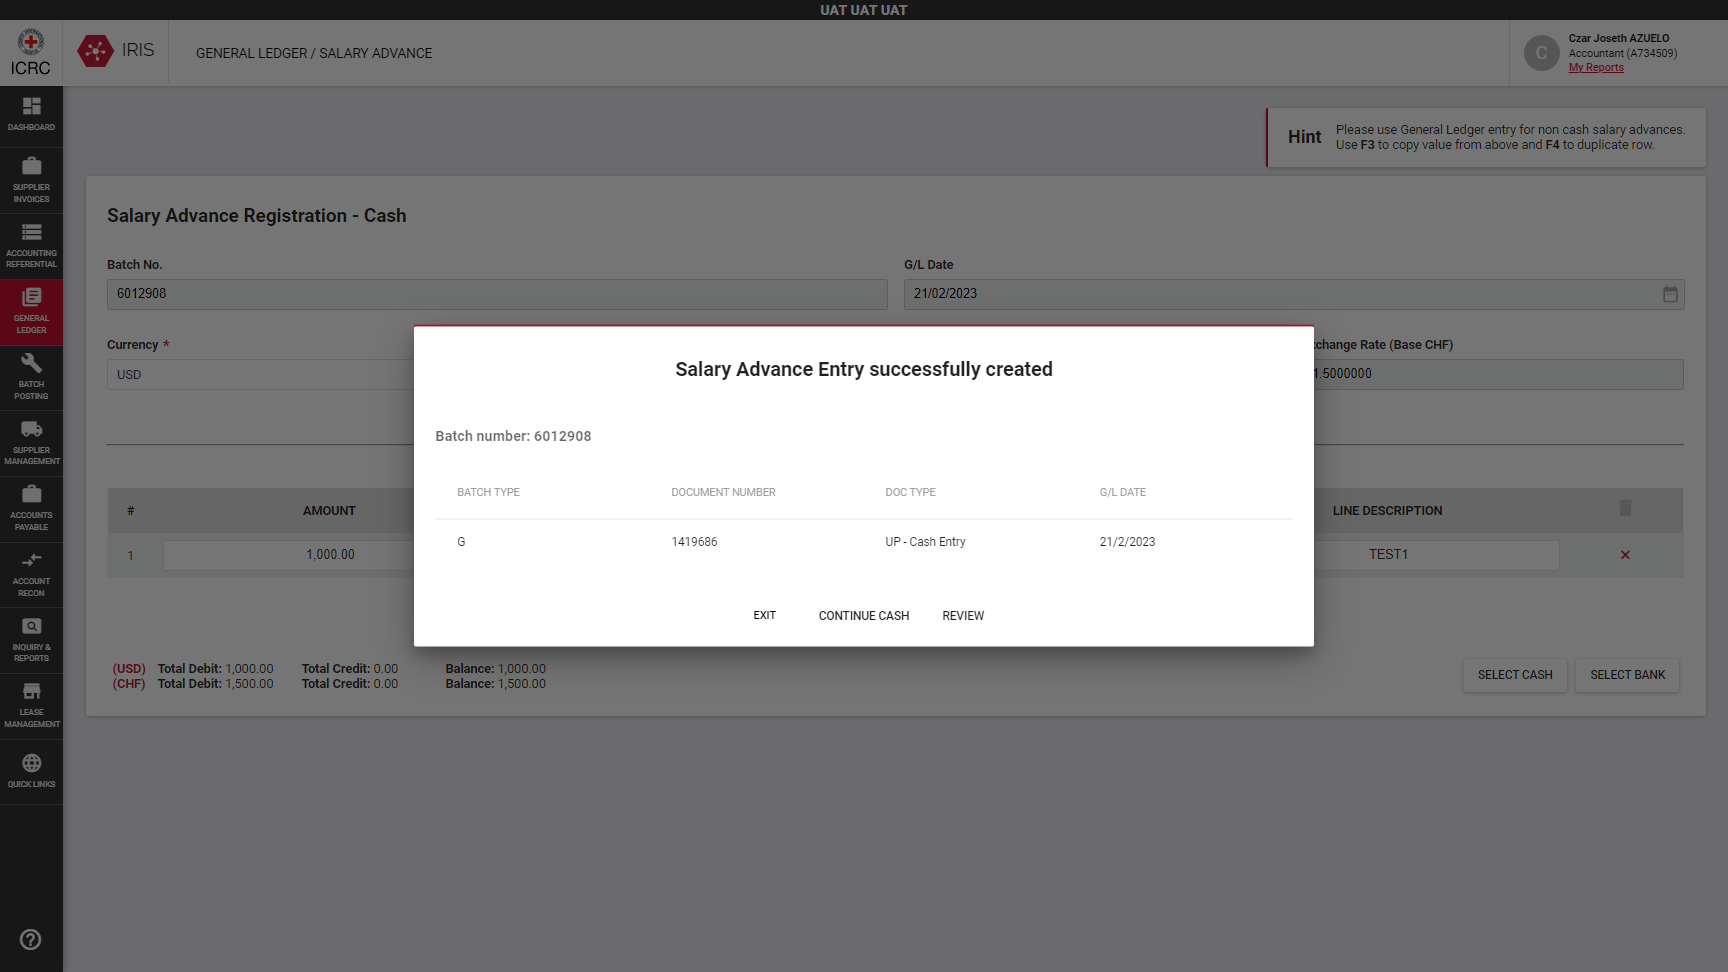 UAT UAT UAT
ICRC
IRIS
GENERAL LEDGER / SALARY ADVANCE
C
Czar Joseth AZUELO
Accountant (A734509)
My Reports
DASHBOARD
SUPPLIER
INVOICES
ACCOUNTING
REFERENTIAL
GENERAL
LEDGER
BATCH
POSTING
SUPPLIER
MANAGEMENT
ACCOUNTS
PAYABLE
ACCOUNT
RECON
INQUIRY &
REPORTS
LEASE
MANAGEMENT
QUICK LINKS
Hint
Please use General Ledger entry for non cash salary advances.
Use F3 to copy value from above and F4 to duplicate row.
Salary Advance Registration - Cash
Batch No.
G/L Date
6012908
21/02/2023
Currency *
change Rate (Base CHF)
USD
1.5000000
# AMOUNT LINE DESCRIPTION
1 1,000.00 TEST1
Salary Advance Entry successfully created
Batch number: 6012908
BATCH TYPE DOCUMENT NUMBER DOC TYPE G/L DATE
G 1419686 UP - Cash Entry 21/2/2023
EXIT CONTINUE CASH REVIEW
(USD) Total Debit: 1,000.00 Total Credit: 0.00 Balance: 1,000.00
(CHF) Total Debit: 1,500.00 Total Credit: 0.00 Balance: 1,500.00
SELECT CASH SELECT BANK